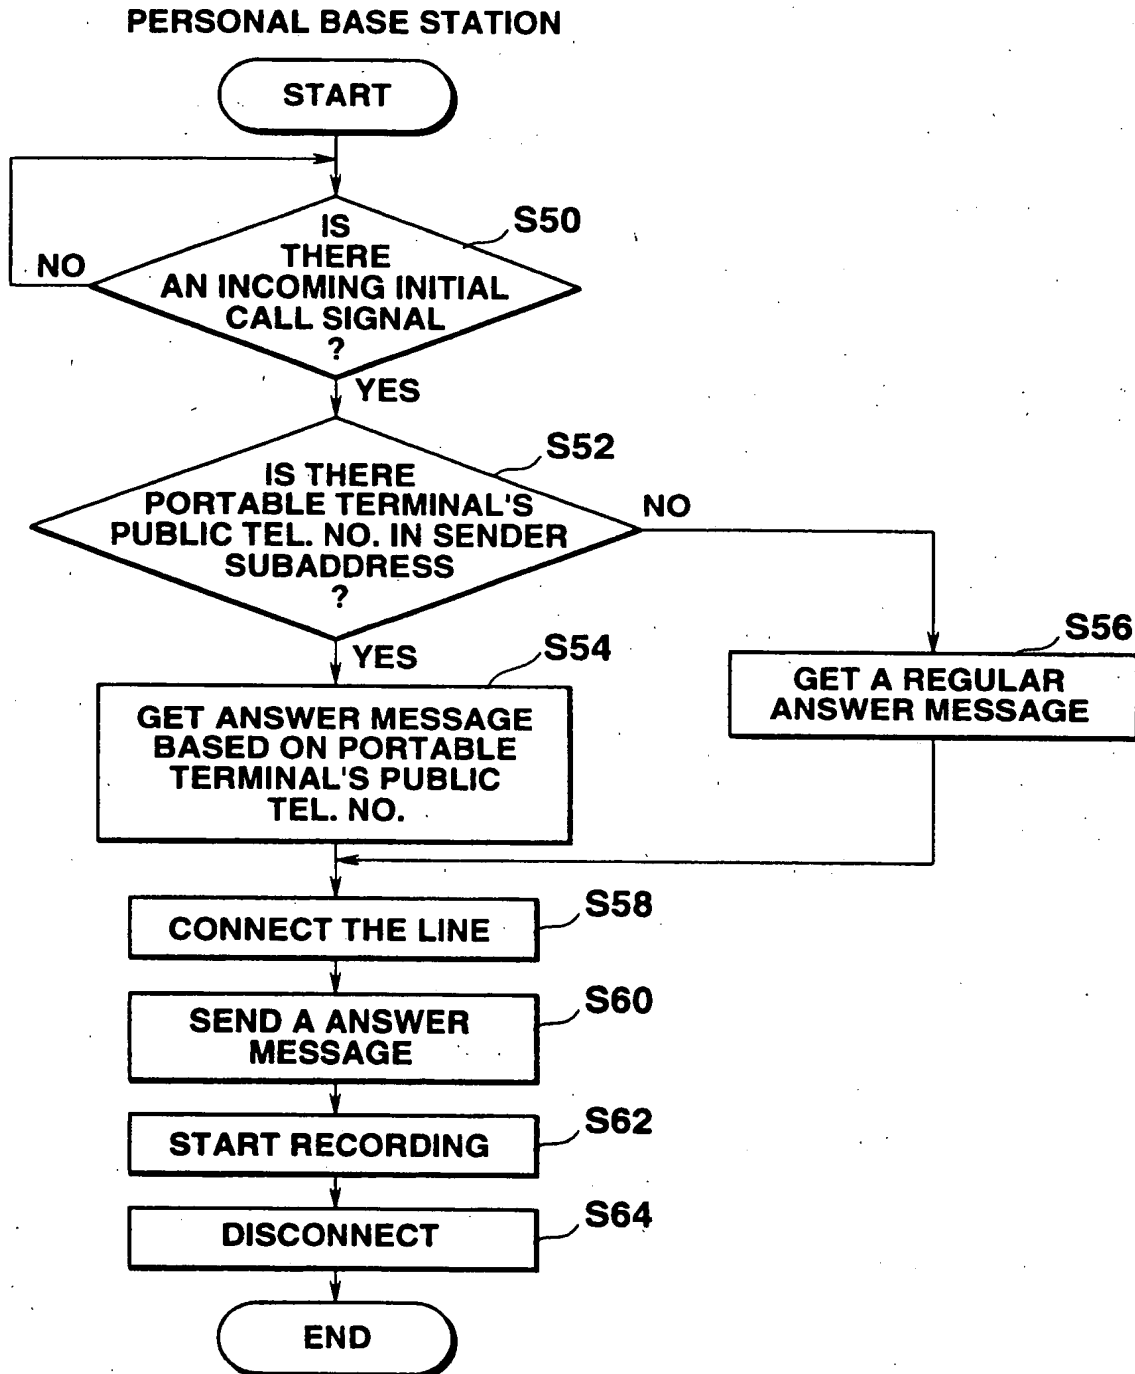 PERSONAL BASE STATION
START
S50
IS
THERE
AN INCOMING INITIAL
CALL SIGNAL
?
NO
YES
S52
IS THERE
PORTABLE TERMINAL'S
PUBLIC TEL. NO. IN SENDER
SUBADDRESS
?
NO
YES
S54
S56
GET ANSWER MESSAGE
BASED ON PORTABLE
TERMINAL'S PUBLIC
TEL. NO.
GET A REGULAR
ANSWER MESSAGE
S58
CONNECT THE LINE
S60
SEND A ANSWER
MESSAGE
S62
START RECORDING
S64
DISCONNECT
END